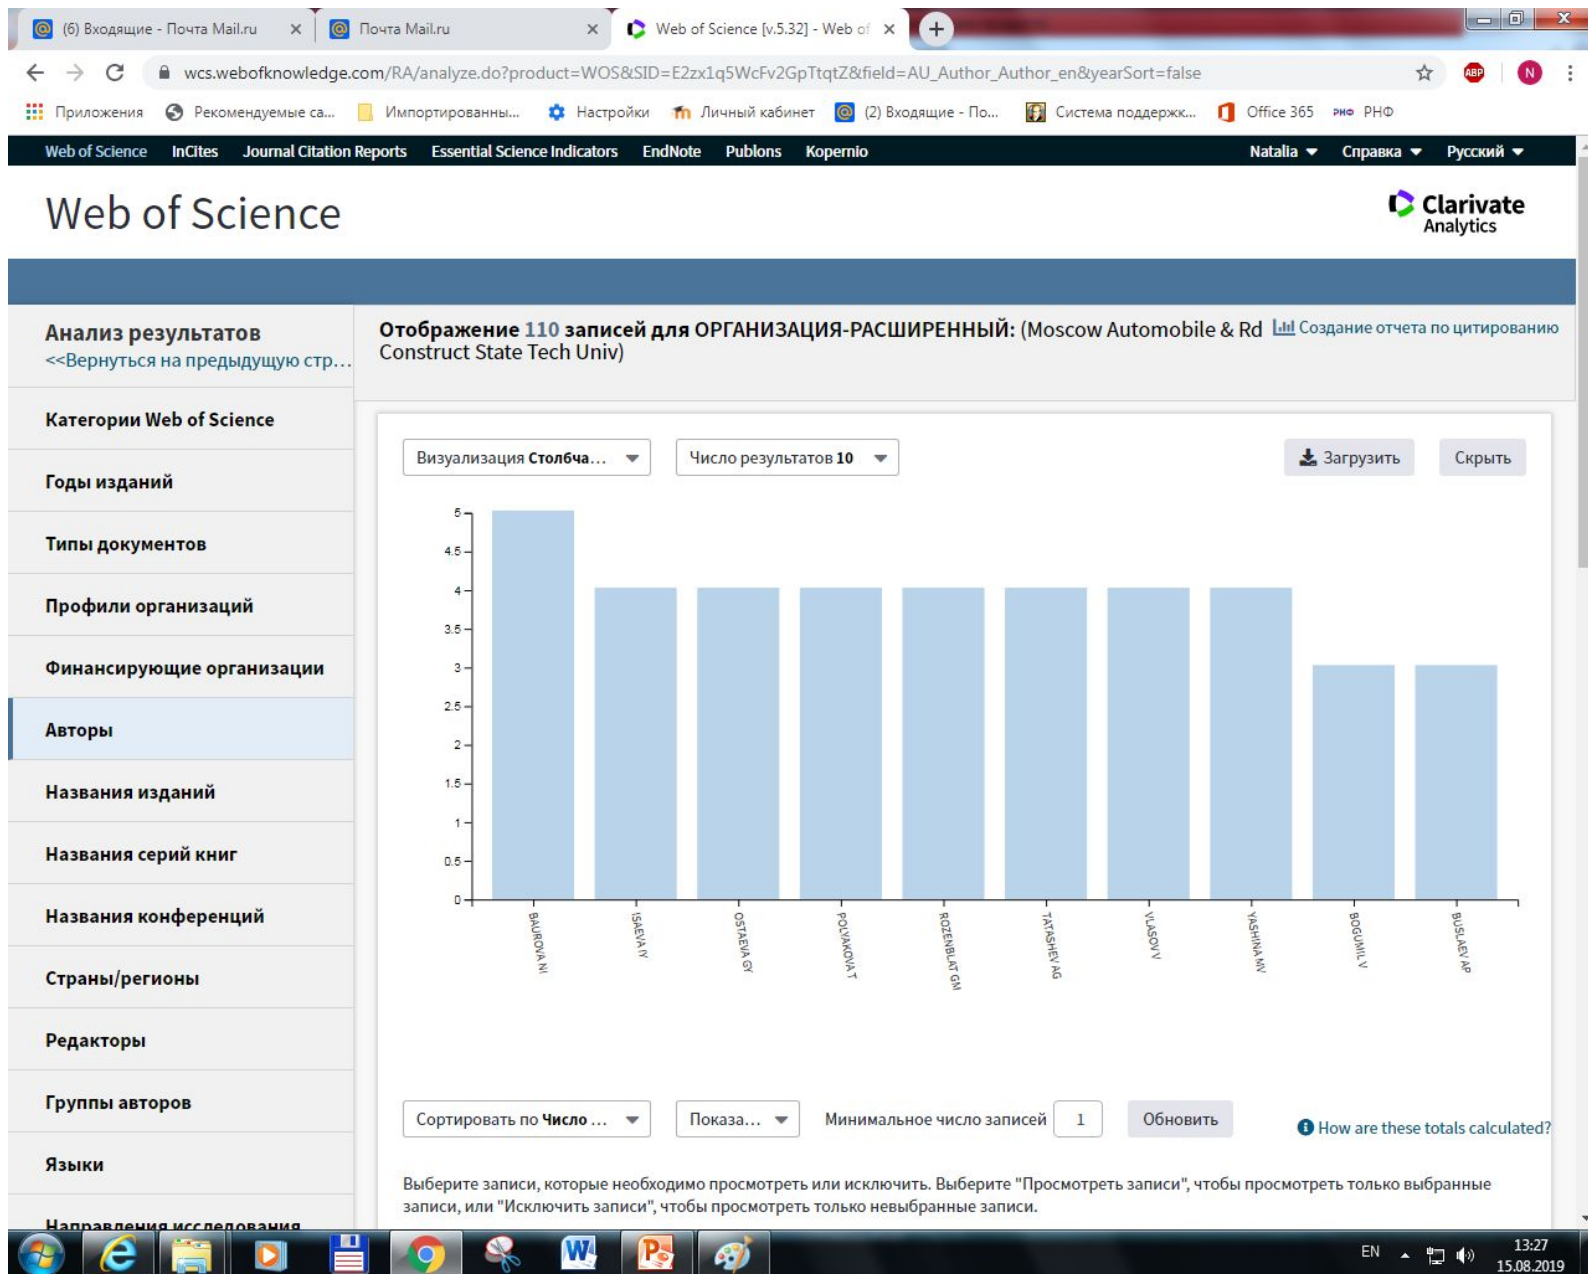 (6) Входящие - Почта Mail.ru
Почта Mail.ru
Web of Science [v.5.32] - Web of
wcs.webofknowledge.com/RA/analyze.do?product=WOS&SID=E2zx1q5WcFv2GpTtqtZ&field=AU_Author_Author_en&yearSort=false
ABP
N
Приложения
Рекомендуемые са...
Импортированны...
Настройки
Личный кабинет
(2) Входящие - По...
Система поддержк...
Office 365
РНФ РНФ
Web of Science InCites Journal Citation Reports Essential Science Indicators EndNote Publons Kopernio
Natalia Справка Русский
Web of Science
Clarivate
Analytics
Анализ результатов
<<Вернуться на предыдущую стр...
Отображение 110 записей для ОРГАНИЗАЦИЯ-РАСШИРЕННЫЙ: (Moscow Automobile & Rd
Construct State Tech Univ)
Создание отчета по цитированию
Категории Web of Science
Годы изданий
Типы документов
Профили организаций
Финансирующие организации
Авторы
Названия изданий
Названия серий книг
Названия конференций
Страны/регионы
Редакторы
Группы авторов
Языки
Направления исследования
Визуализация Столбча...
Число результатов 10
Загрузить
Скрыть
5
4.5
4
3.5
3
2.5
2
1.5
1
0.5
0
BAUROVA NI
ISAEVA IY
OSTAEVA GY
POLYAKOVA T
ROZENBLAT GM
TATASHEV AG
VLASOV V
YASHINA MV
BOGUMIL V
BUSLAEV AP
Сортировать по Число ...
Показа...
Минимальное число записей 1
Обновить
How are these totals calculated?
Выберите записи, которые необходимо просмотреть или исключить. Выберите "Просмотреть записи", чтобы просмотреть только выбранные
записи, или "Исключить записи", чтобы просмотреть только невыбранные записи.
EN
13:27
15.08.2019